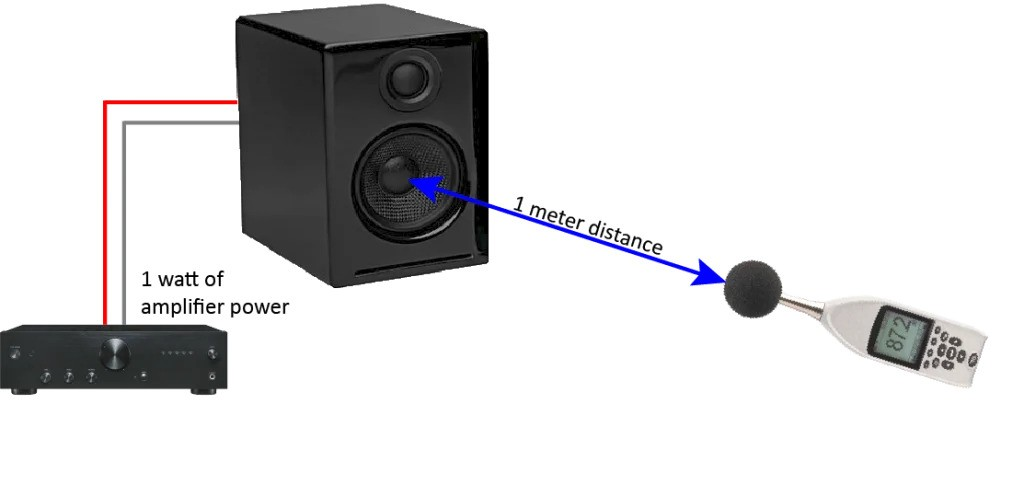 1 meter distance
1 watt of
amplifier power
87.2